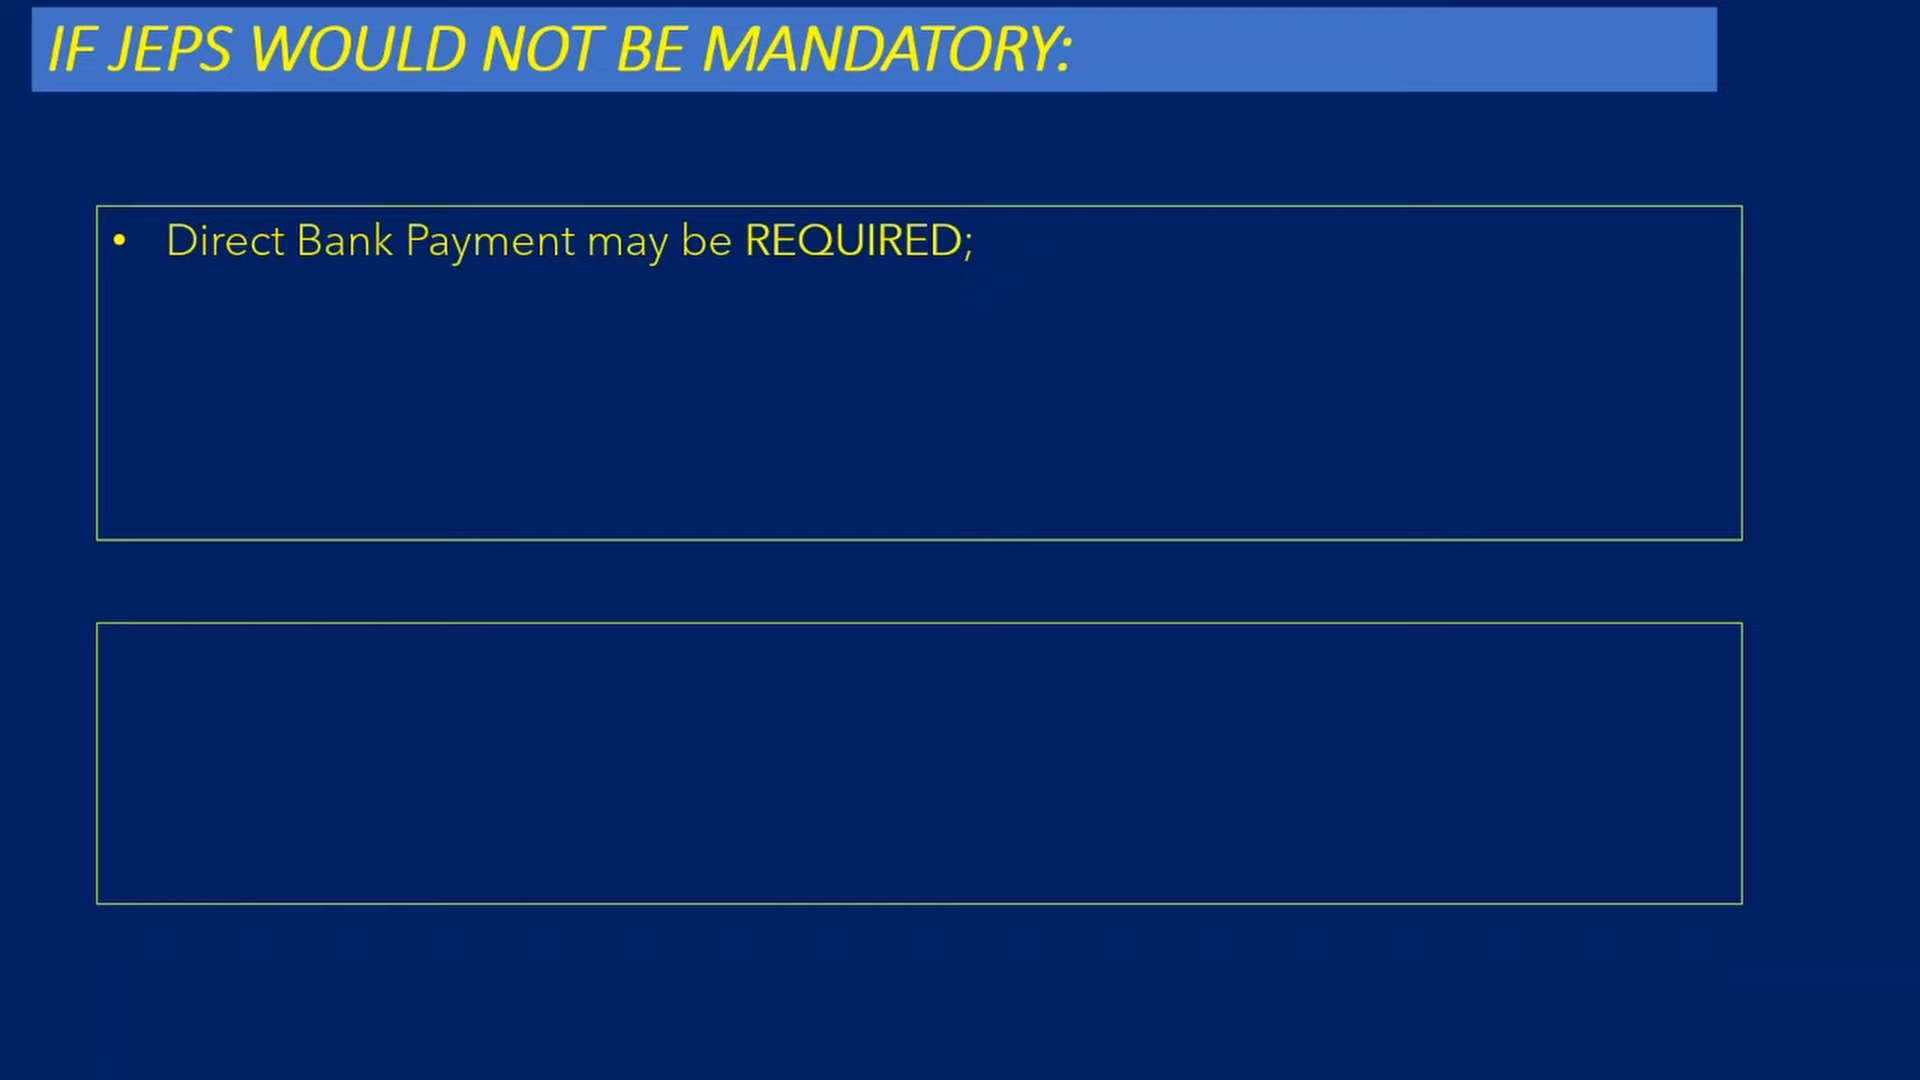 IF JEPS WOULD NOT BE MANDATORY:
• Direct Bank Payment may be REQUIRED;